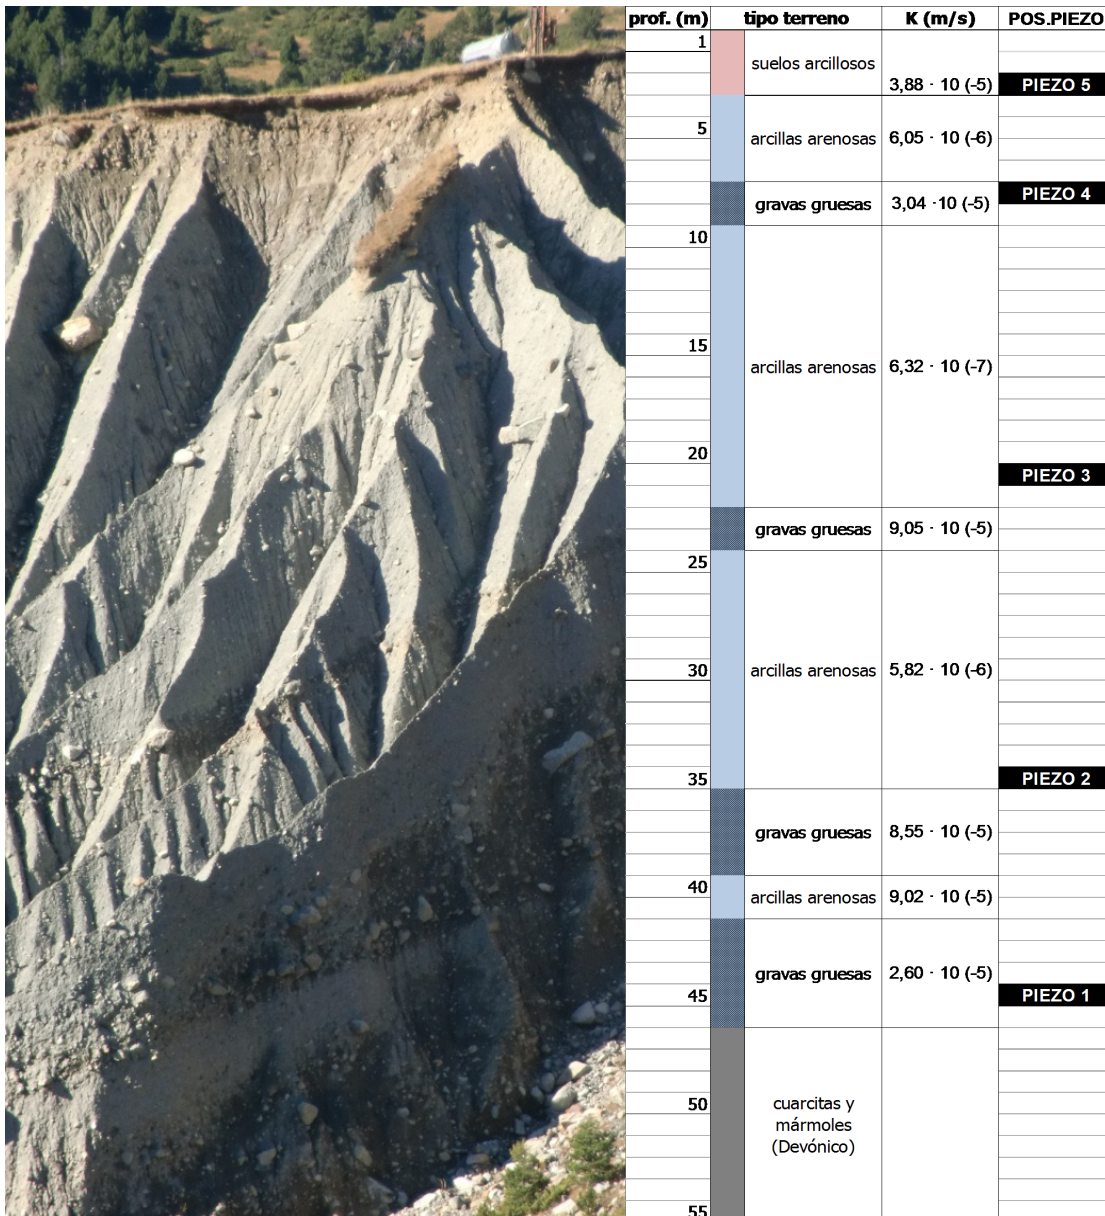 prof. (m) tipo terreno K (m/s) POS.PIEZO
1
suelos arcillosos
3,88 · 10 (-5) PIEZO 5
5 arcillas arenosas 6,05 · 10 (-6)
PIEZO 4
gravas gruesas 3,04 ·10 (-5)
10
15
arcillas arenosas 6,32 · 10 (-7)
20
PIEZO 3
gravas gruesas 9,05 · 10 (-5)
25
30 arcillas arenosas 5,82 · 10 (-6)
35 PIEZO 2
gravas gruesas 8,55 · 10 (-5)
40
arcillas arenosas 9,02 · 10 (-5)
gravas gruesas 2,60 · 10 (-5)
45 PIEZO 1
50 cuarcitas y
mármoles
(Devónico)
55